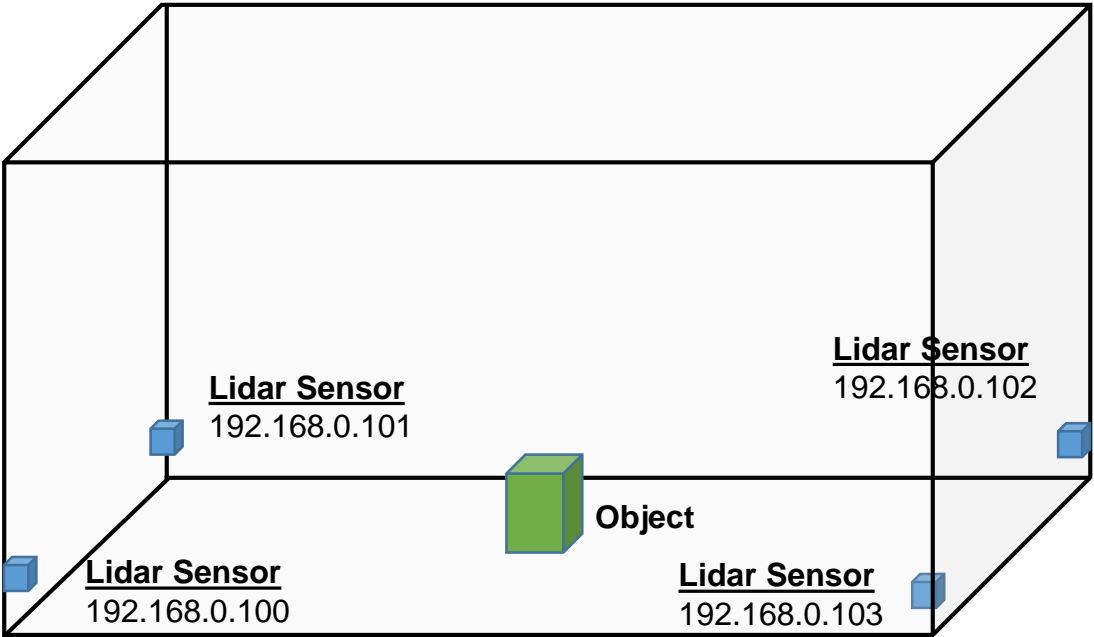 Lidar Sensor
192.168.0.102
Lidar Sensor
192.168.0.101
Object
Lidar Sensor
192.168.0.100
Lidar Sensor
192.168.0.103